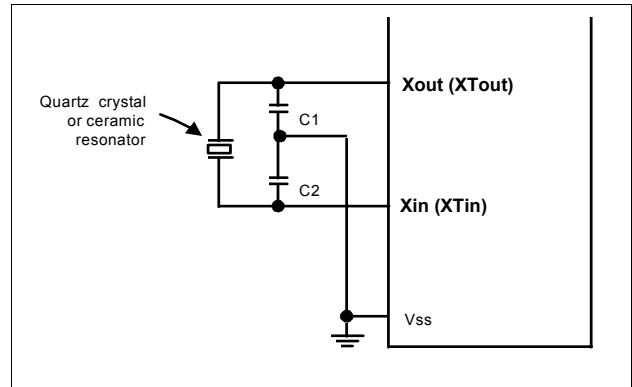 Xout (XTout)
Quartz crystal
or ceramic
resonator
C1
C2
Xin (XTin)
Vss